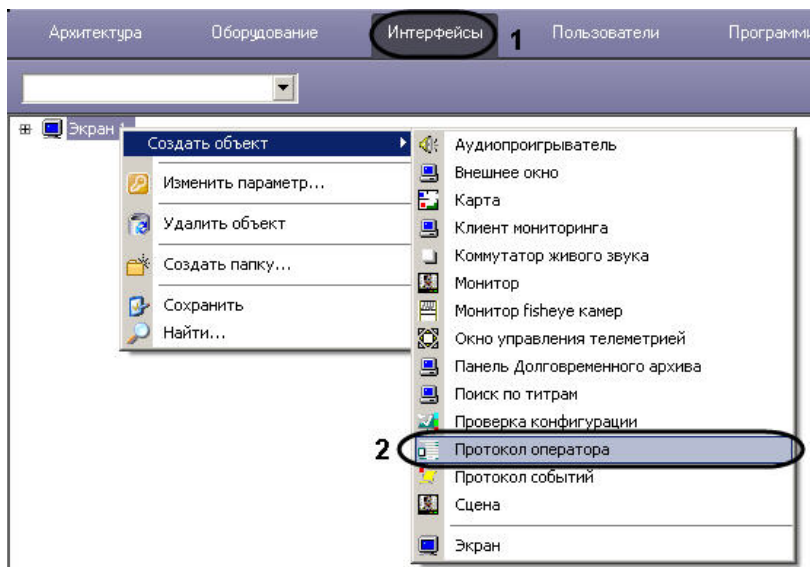 Архитектура Оборудование Интерфейсы 1 Пользователи
Экран 1
Создать объект
Изменить параметр...
Удалить объект
Создать папку...
Сохранить
Найти...
Аудиопроигрыватель
Внешнее окно
Карта
Клиент мониторинга
Коммутатор живого звука
Монитор
Монитор fisheye камер
Окно управления телеметрией
Панель Долговременного архива
Поиск по титрам
Проверка конфигурации
2 Протокол оператора
Протокол событий
Сцена
Экран